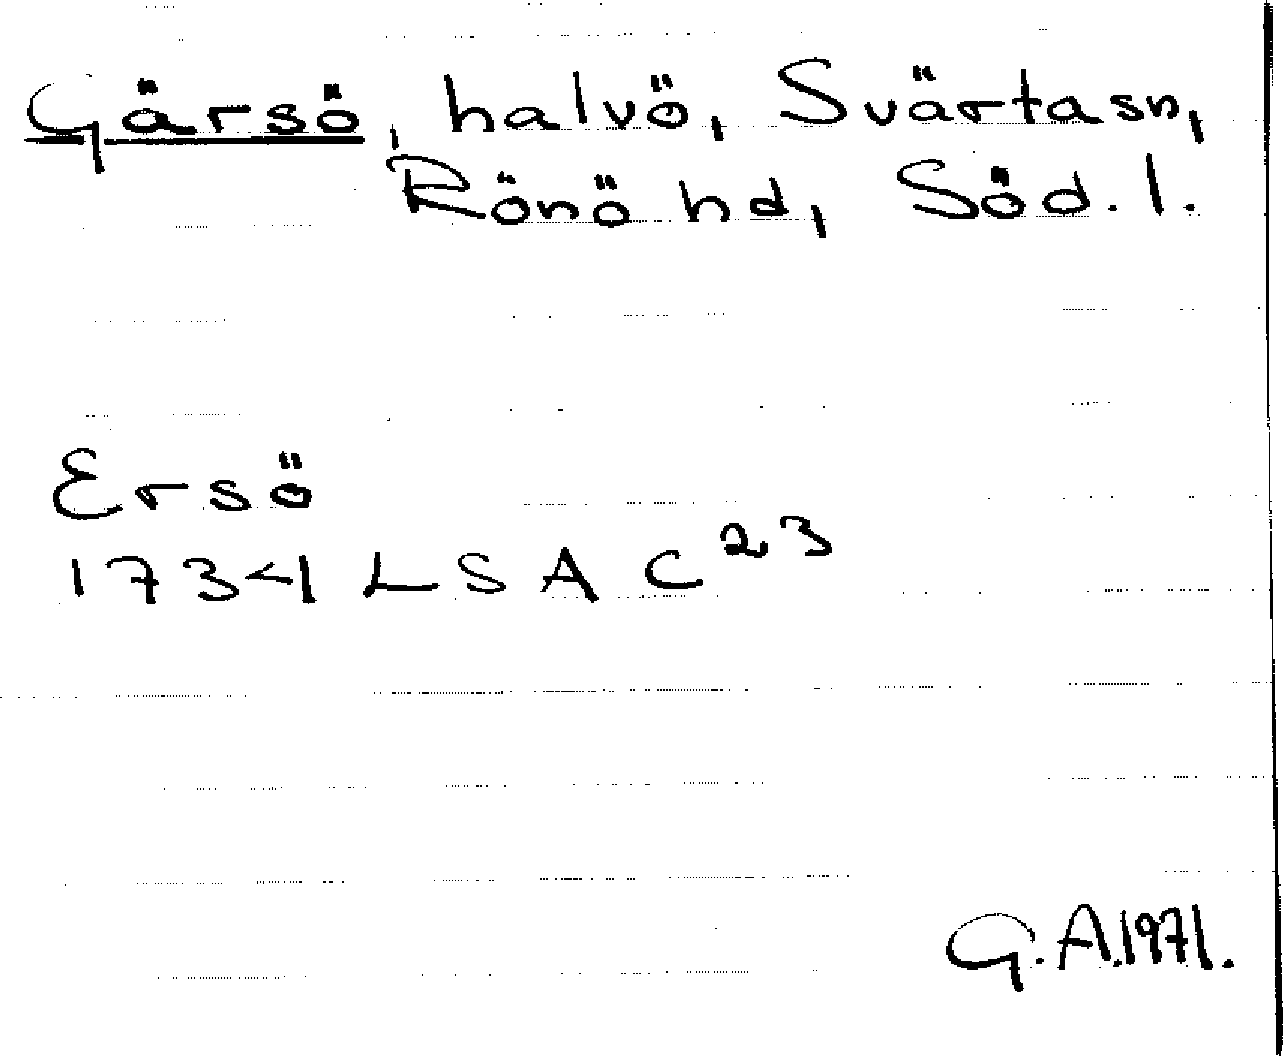 Gärsö, halvö, Svärtasn,
Rönö hd, Söd. l.
Ersö
1734 LSA C23
G.A.1971.